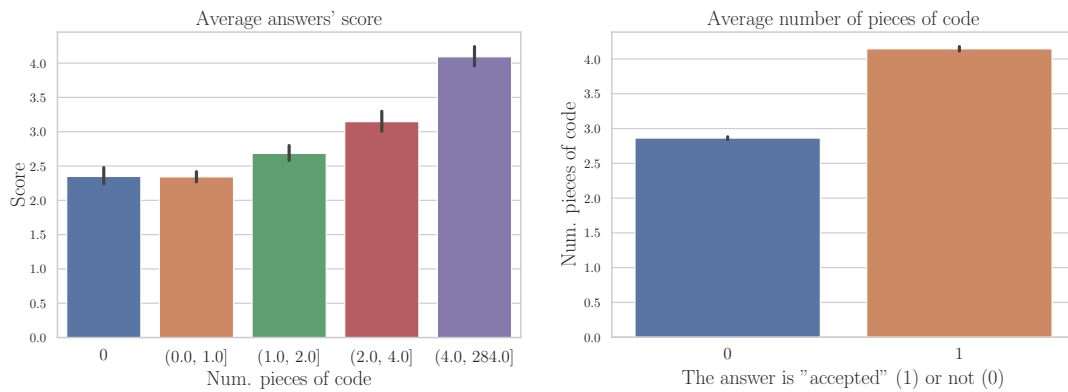 Average answers' score
Score
4.0
3.5
3.0
2.5
2.0
1.5
1.0
0.5
0.0
0 (0.0, 1.0] (1.0, 2.0] (2.0, 4.0] (4.0, 284.0]
Num. pieces of code
Average number of pieces of code
Num. pieces of code
4.0
3.5
3.0
2.5
2.0
1.5
1.0
0.5
0.0
0 1
The answer is "accepted" (1) or not (0)